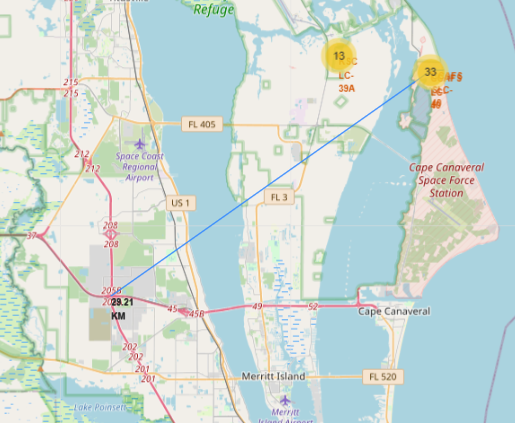 Refuge
13
LC-
39A
33
215
215
FL 405
Space Coast
Regional
Airport
212
212
Cape Canaveral
Space Force
Station
US 1
FL 3
208
208
37
205B
29.21
KM
45
45B
49
52
Cape Canaveral
202
202
201
201
Merritt Island
FL 520
Lake Poinsett
Merritt
Island Airport